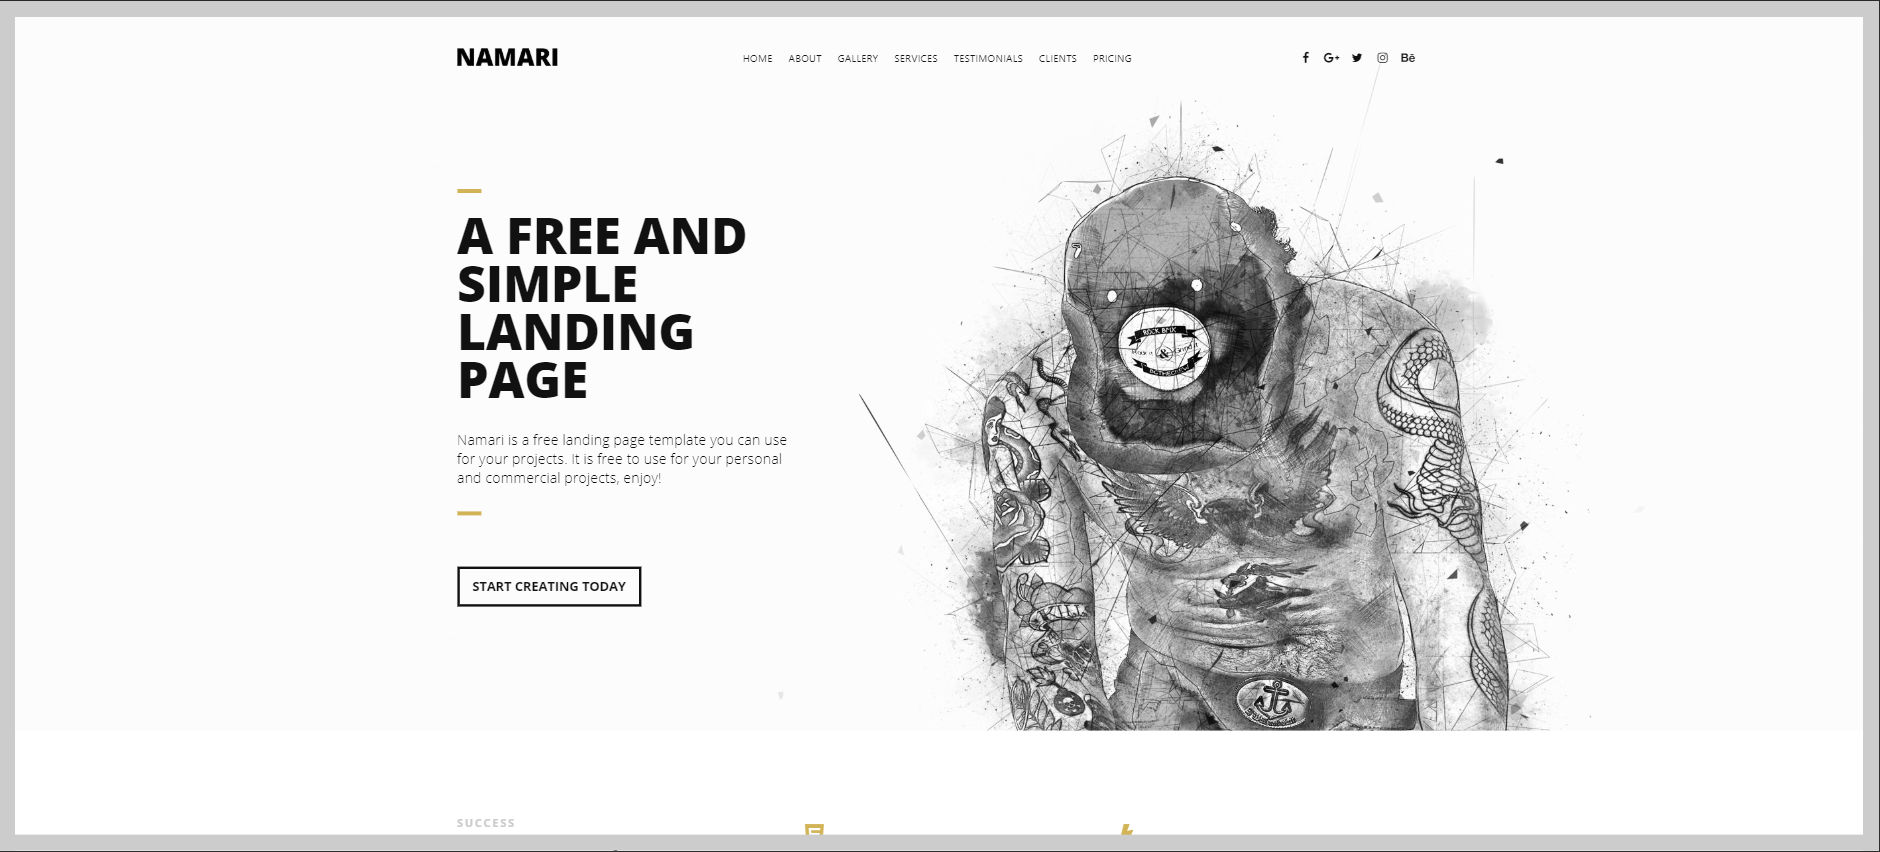 NAMARI
HOME ABOUT GALLERY SERVICES TESTIMONIALS CLIENTS PRICING
Bē
A FREE AND
SIMPLE
LANDING
PAGE
Namari is a free landing page template you can use
for your projects. It is free to use for your personal
and commercial projects, enjoy!
START CREATING TODAY
ROCK BMX
&
SUCCESS